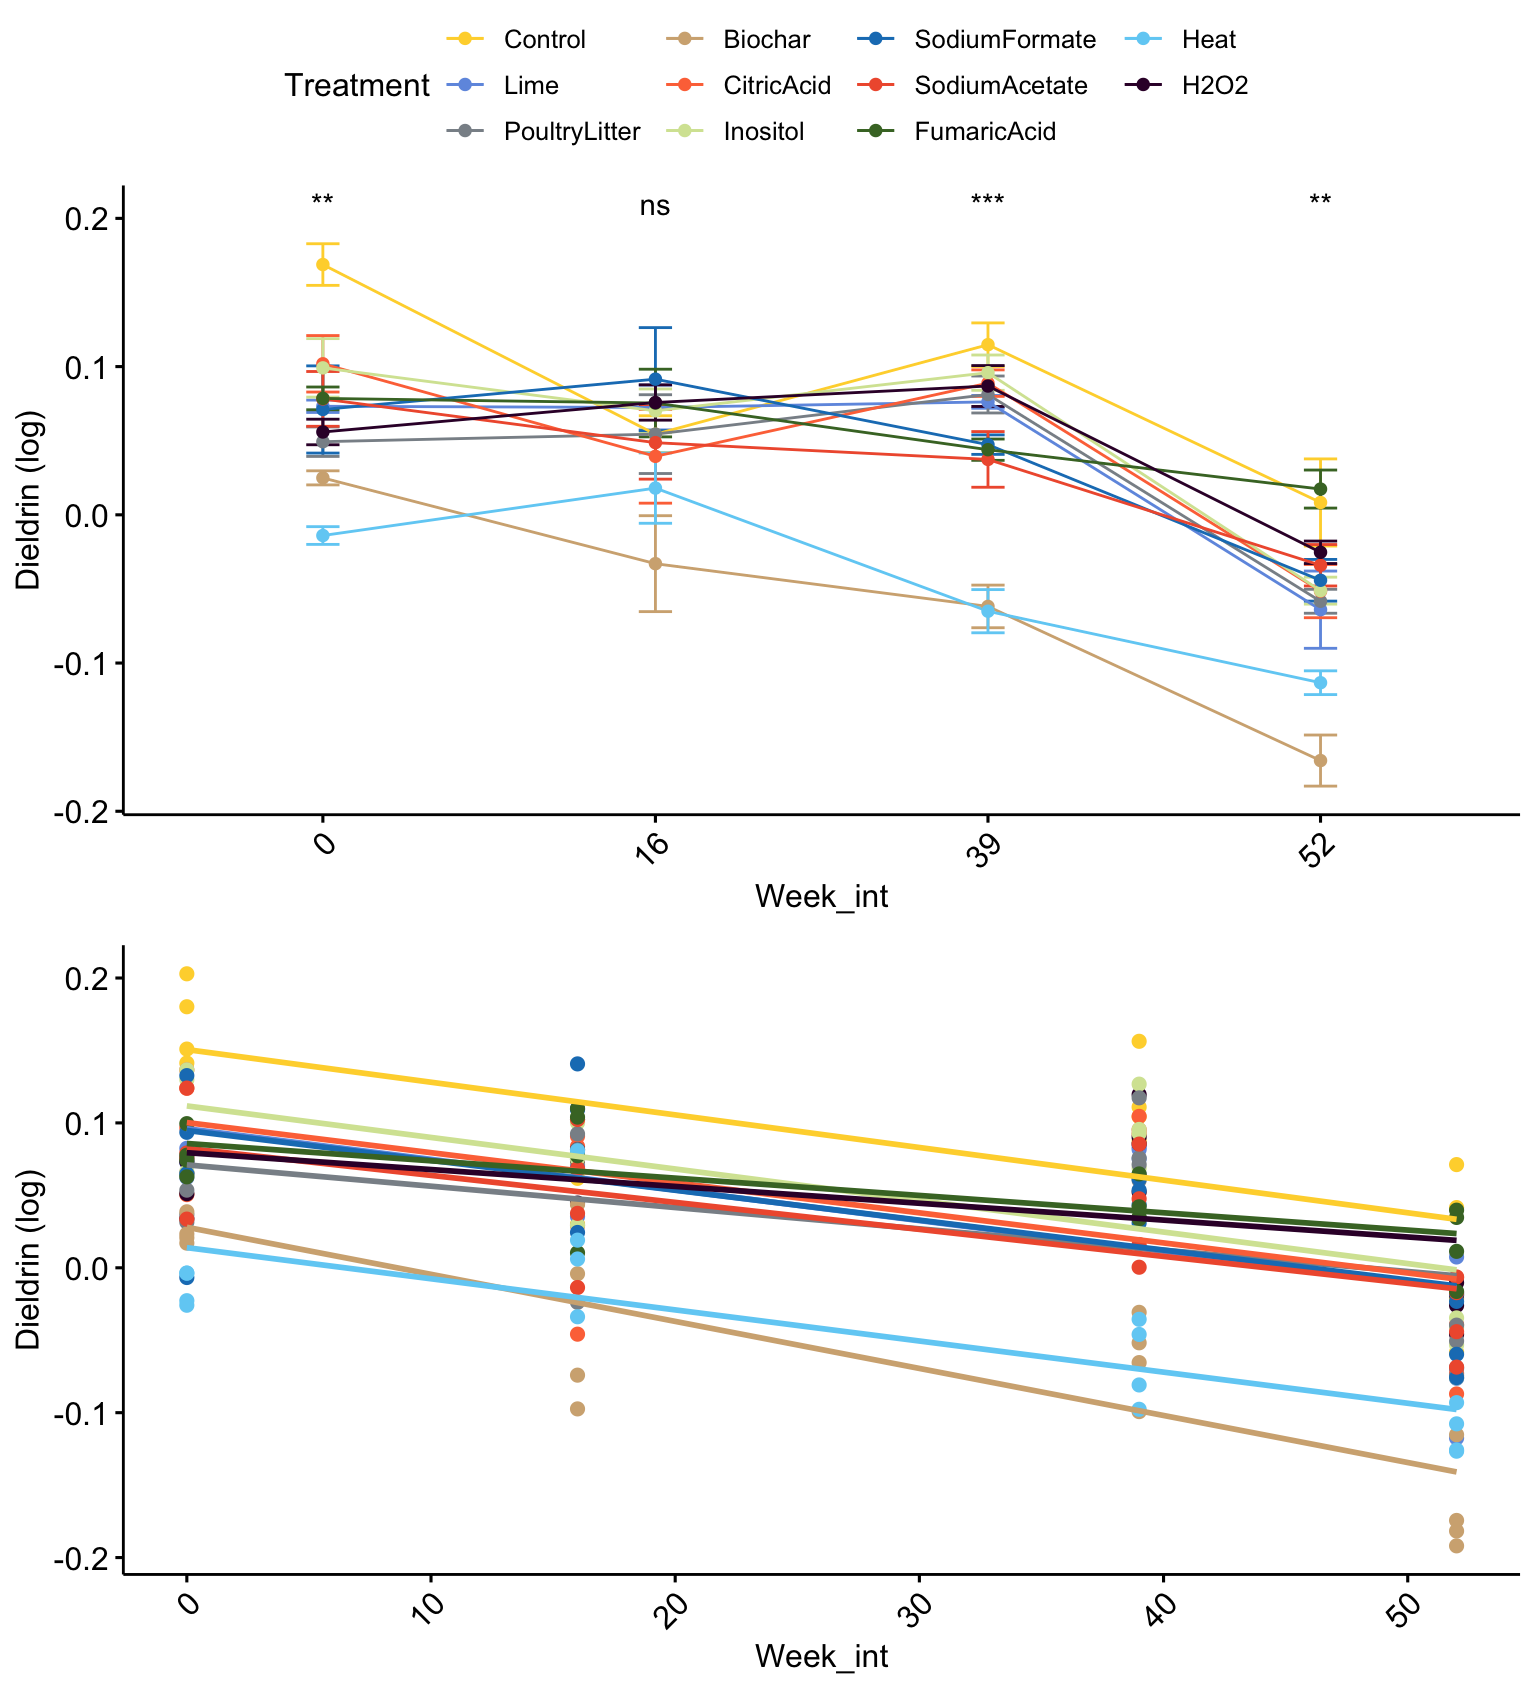 Treatment
Control Biochar SodiumFormate Heat
Lime CitricAcid SodiumAcetate H2O2
PoultryLitter Inositol FumaricAcid
** ns *** **
0.2
0.1
0.0
-0.1
-0.2
Dieldrin (log)
0 16 39 52
Week_int
0.2
0.1
0.0
-0.1
-0.2
Dieldrin (log)
0 10 20 30 40 50
Week_int